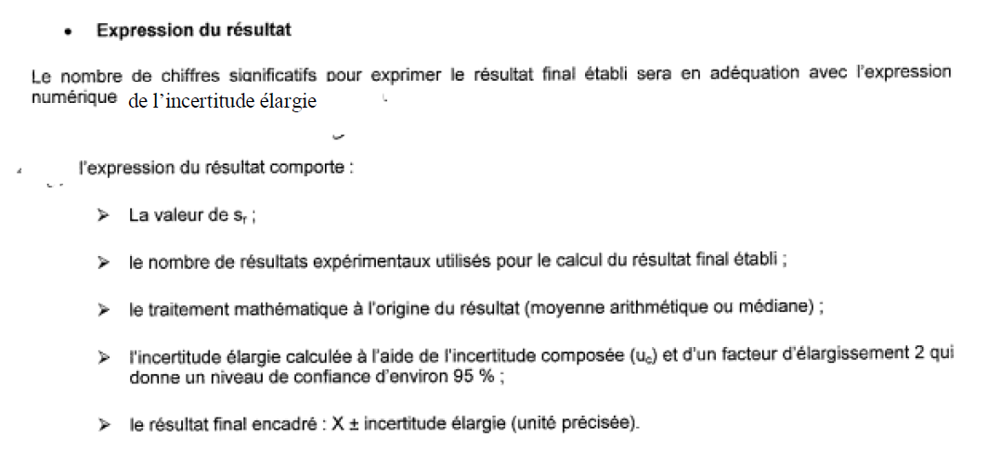 • Expression du résultat
Le nombre de chiffres significatifs pour exprimer le résultat final établi sera en adéquation avec l'expression
numérique de l'incertitude élargie
l'expression du résultat comporte :
➤ La valeur de sr ;
➤ le nombre de résultats expérimentaux utilisés pour le calcul du résultat final établi ;
➤ le traitement mathématique à l'origine du résultat (moyenne arithmétique ou médiane) ;
➤ l'incertitude élargie calculée à l'aide de l'incertitude composée (uc) et d'un facteur d'élargissement 2 qui
donne un niveau de confiance d'environ 95 % ;
➤ le résultat final encadré : X ± incertitude élargie (unité précisée).